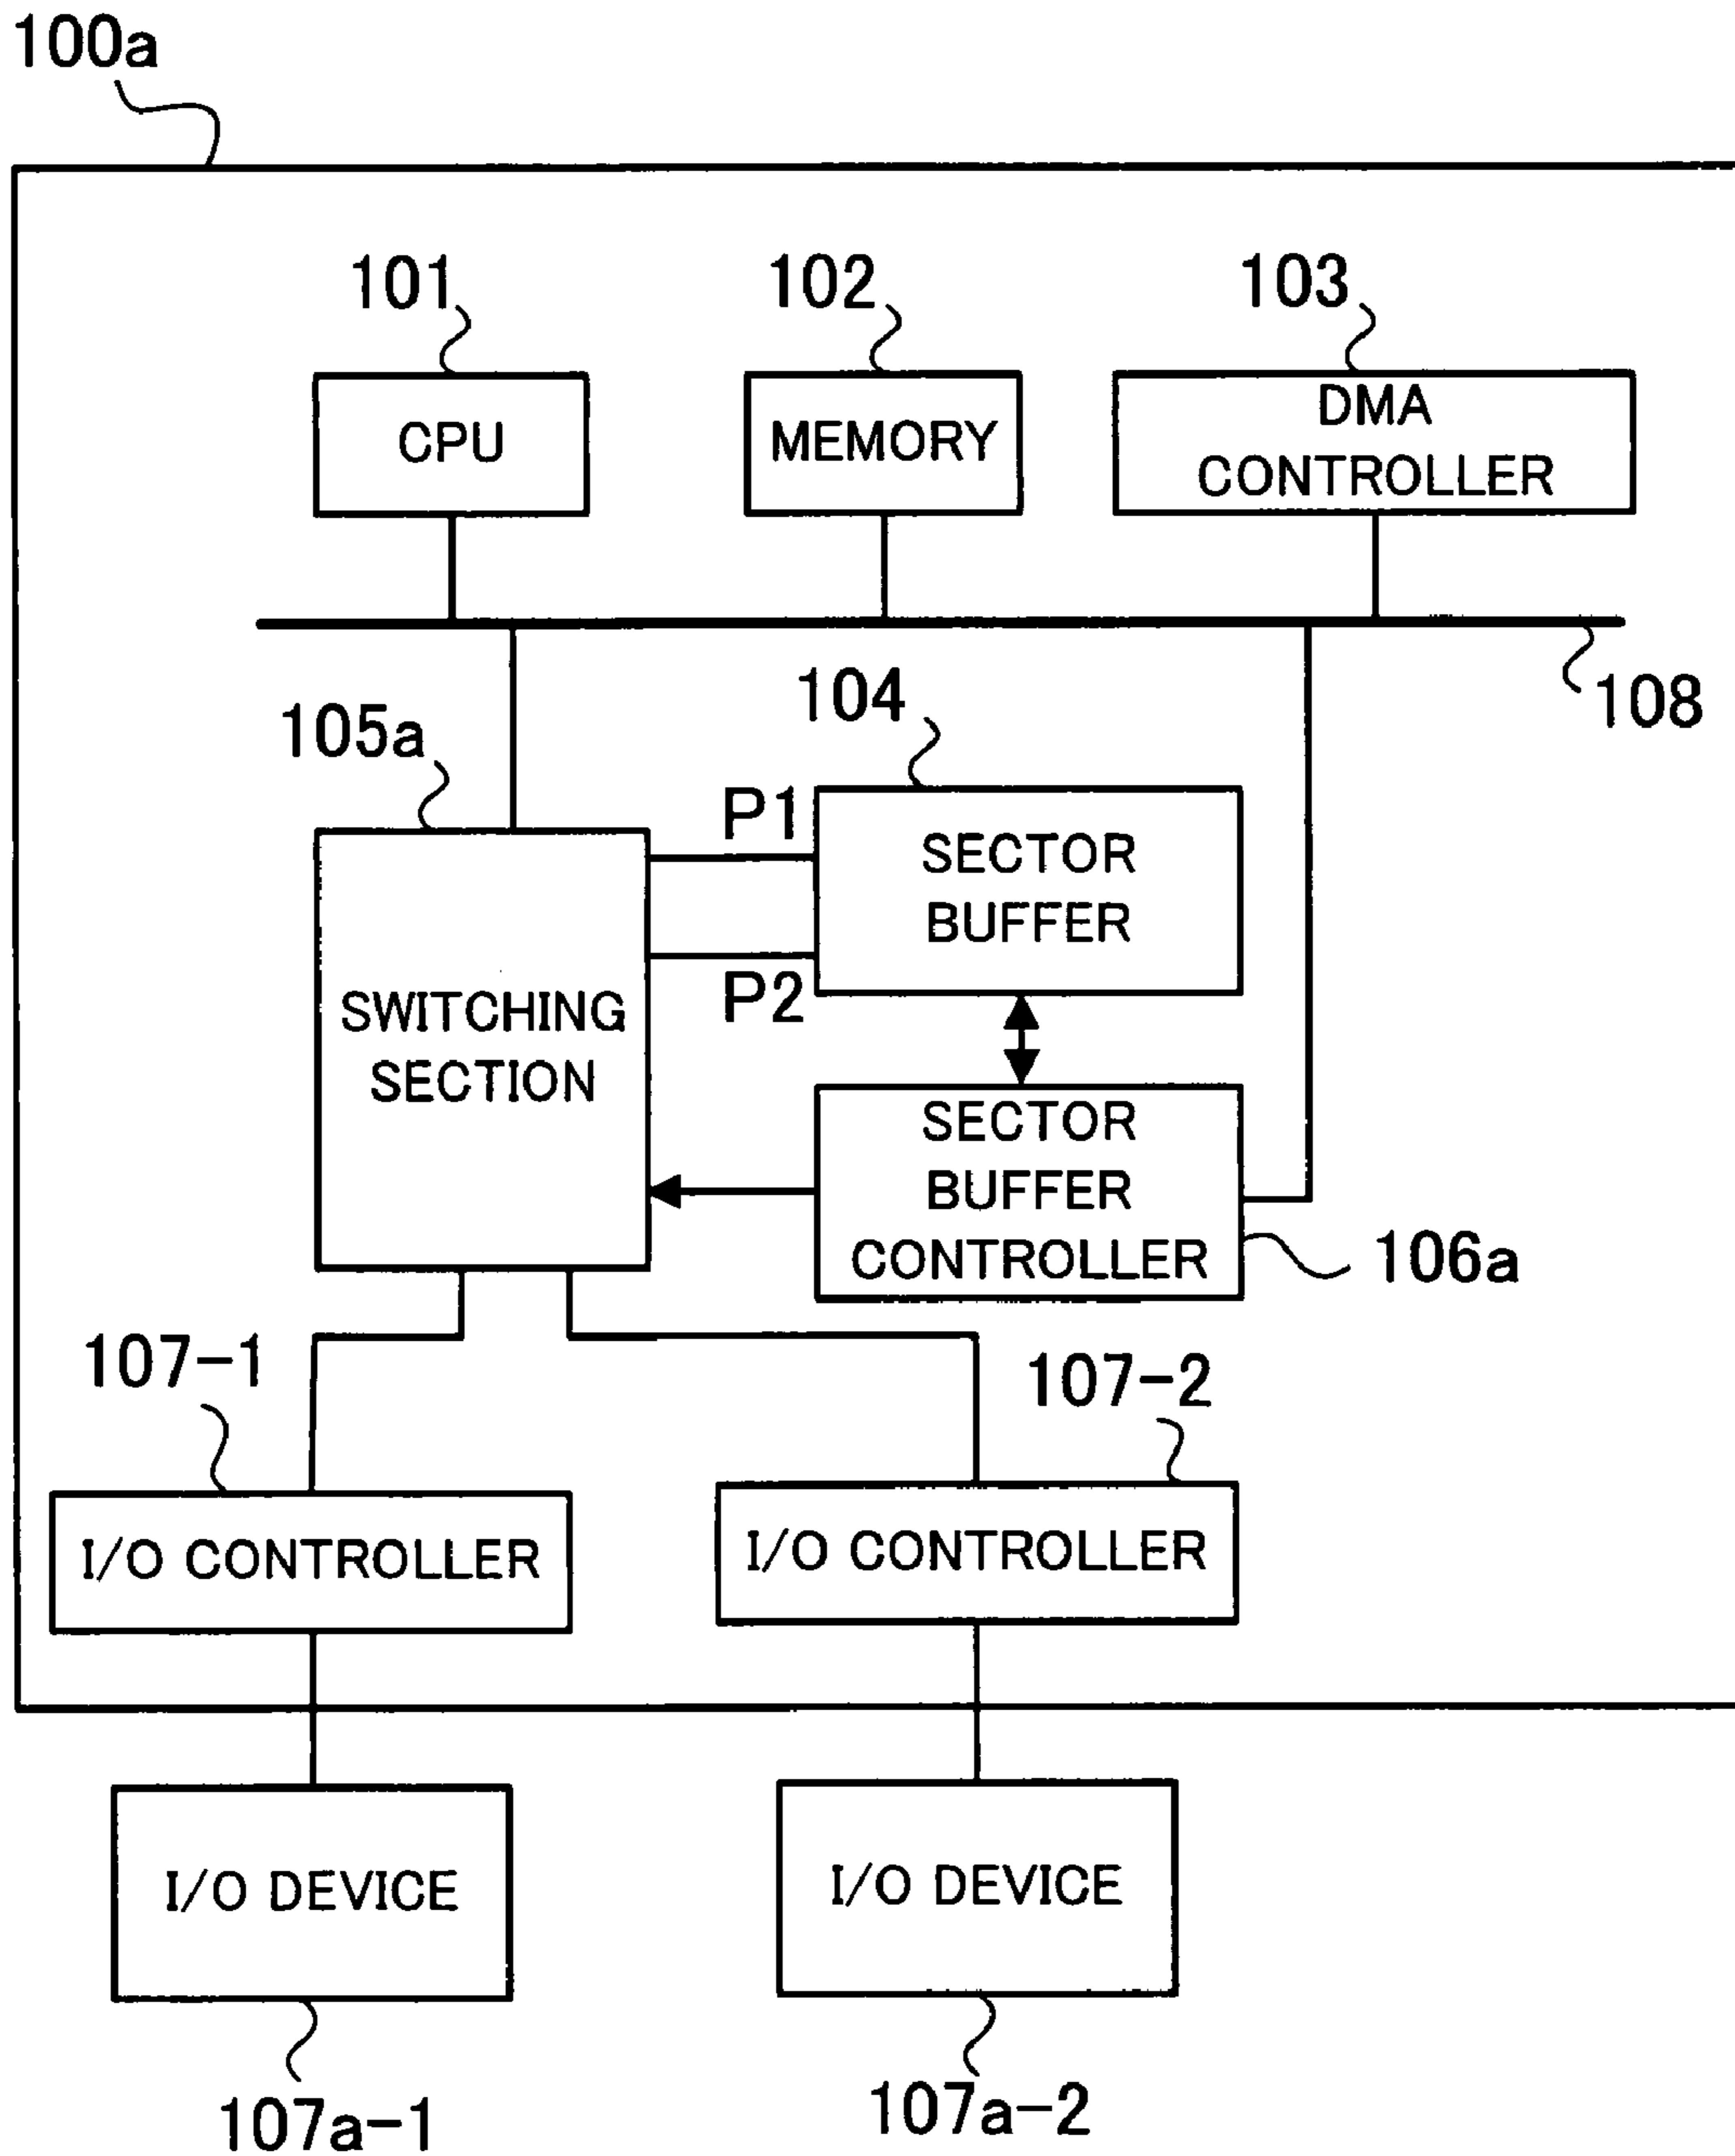 100a
101
102
103
CPU
MEMORY
DMA
CONTROLLER
108
105a
104
P1
SECTOR
BUFFER
P2
SWITCHING
SECTION
SECTOR
BUFFER
CONTROLLER
106a
107-1
107-2
I/O CONTROLLER
I/O CONTROLLER
I/O DEVICE
I/O DEVICE
107a-1
107a-2